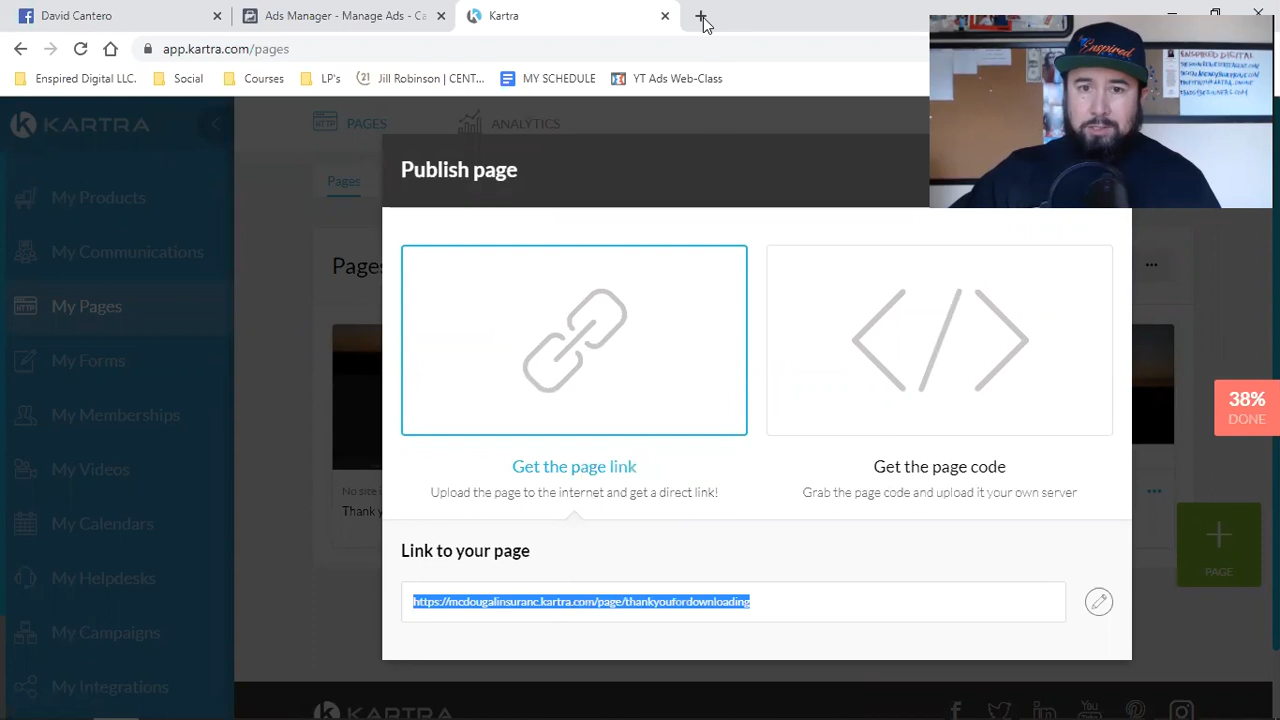 David Cantero
Ads Manager - Manage Ads - Ca
Kartra
app.kartra.com/pages
Enspired Digital LLC.
Social
Courses
LP's
Jill Robinson | CENT...
MY SCHEDULE
YT Ads Web-Class
Enspired
ENSPIRED DIGITAL
KARTRA
PAGES
ANALYTICS
Publish page
Pages
My Products
My Communications
Pages
My Pages
My Forms
38%
DONE
My Memberships
Get the page link
Get the page code
My Videos
Upload the page to the internet and get a direct link!
Grab the page code and upload it your own server
No site
Thank y
My Calendars
Link to your page
PAGE
My Helpdesks
https://mcdougalinsuranc.kartra.com/page/thankyoufordownloading
My Campaigns
My Integrations
KARTRA